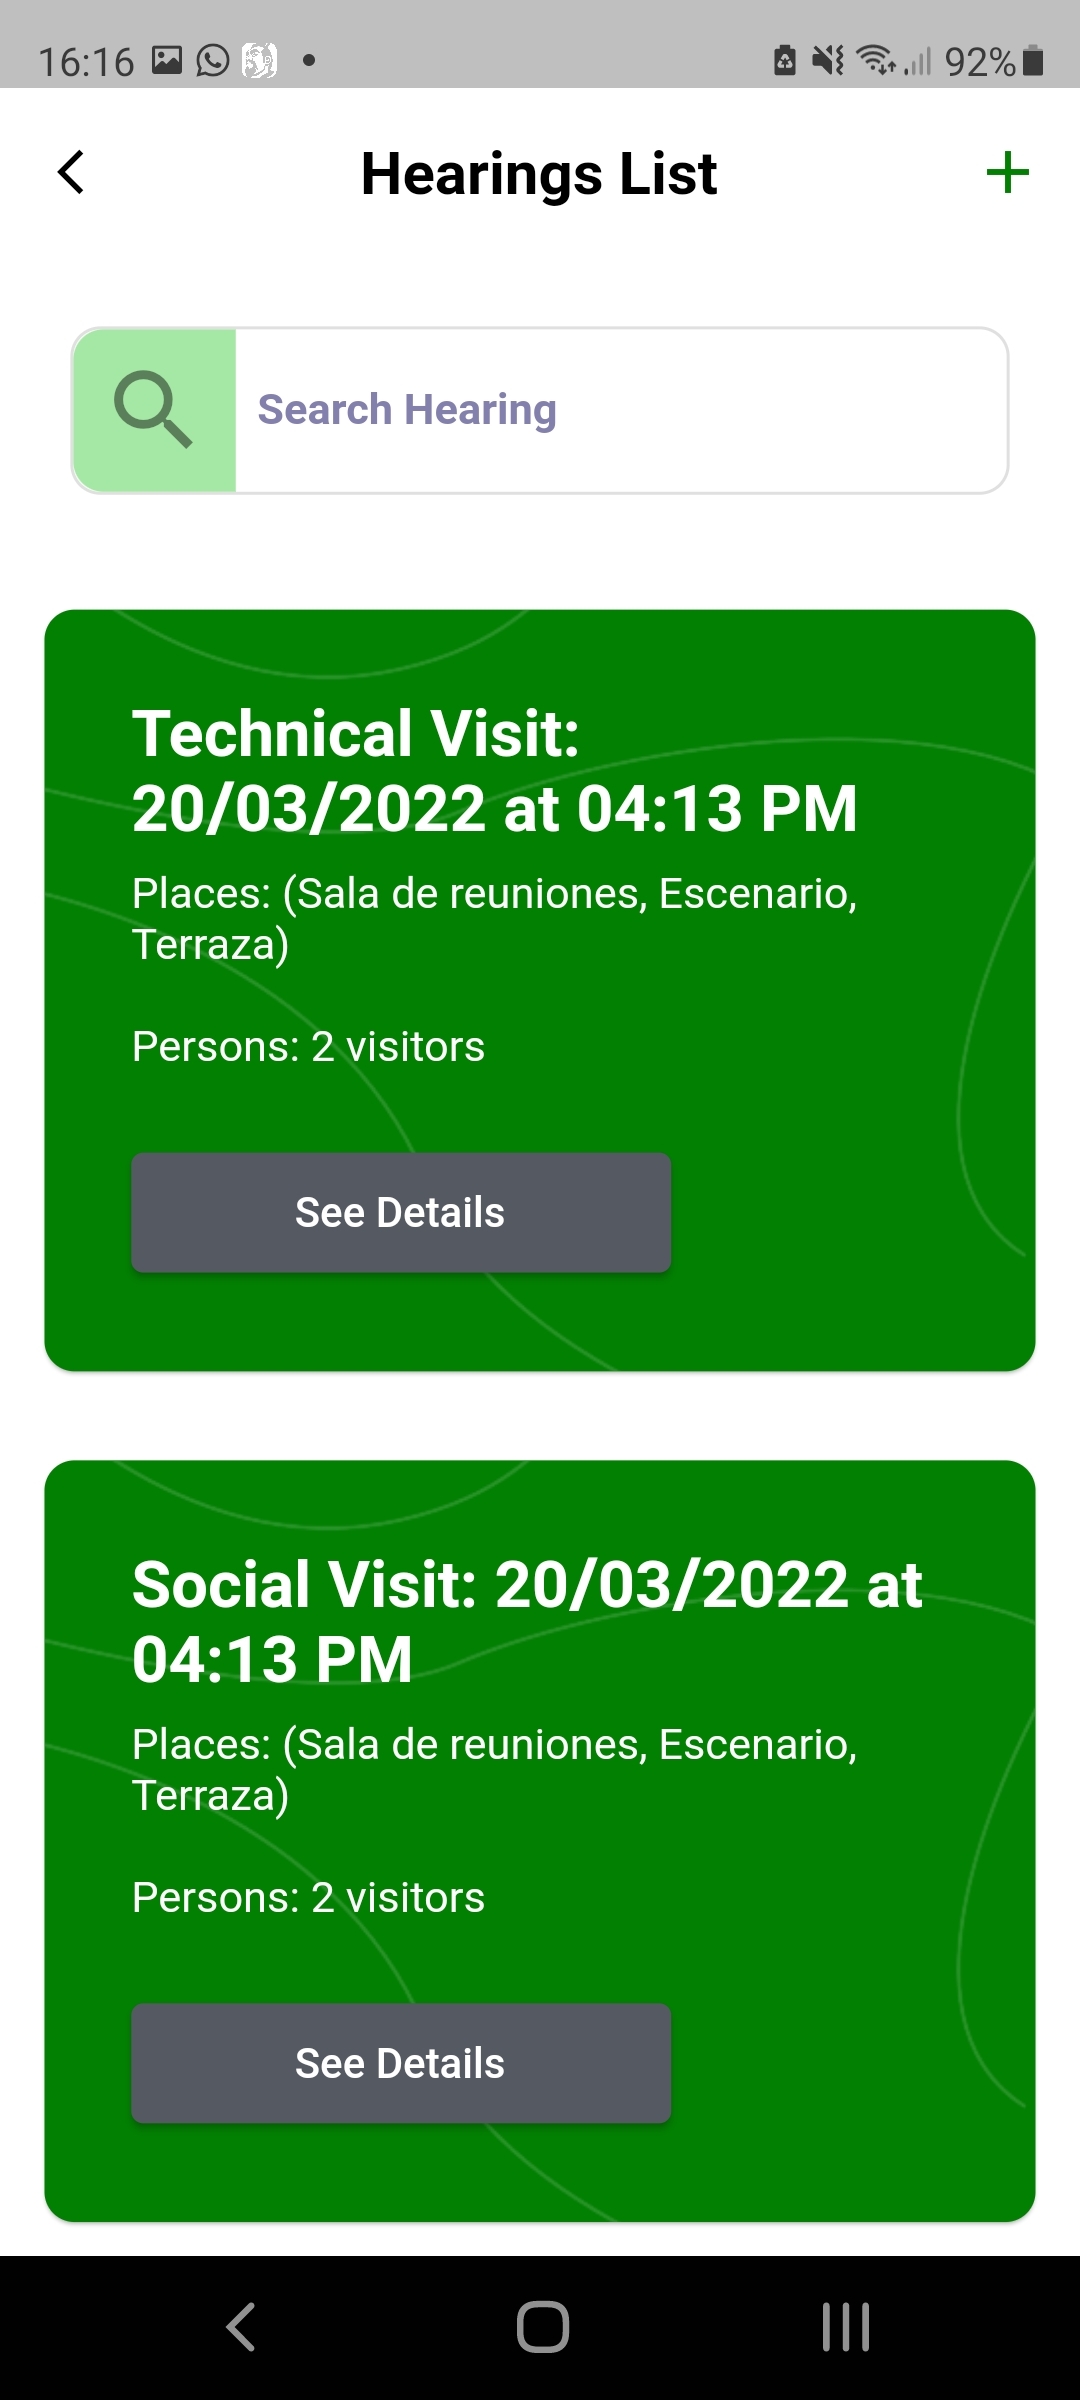 16:16
92%
Hearings List
Search Hearing
Technical Visit:
20/03/2022 at 04:13 PM
Places: (Sala de reuniones, Escenario,
Terraza)
Persons: 2 visitors
See Details
Social Visit: 20/03/2022 at
04:13 PM
Places: (Sala de reuniones, Escenario,
Terraza)
Persons: 2 visitors
See Details